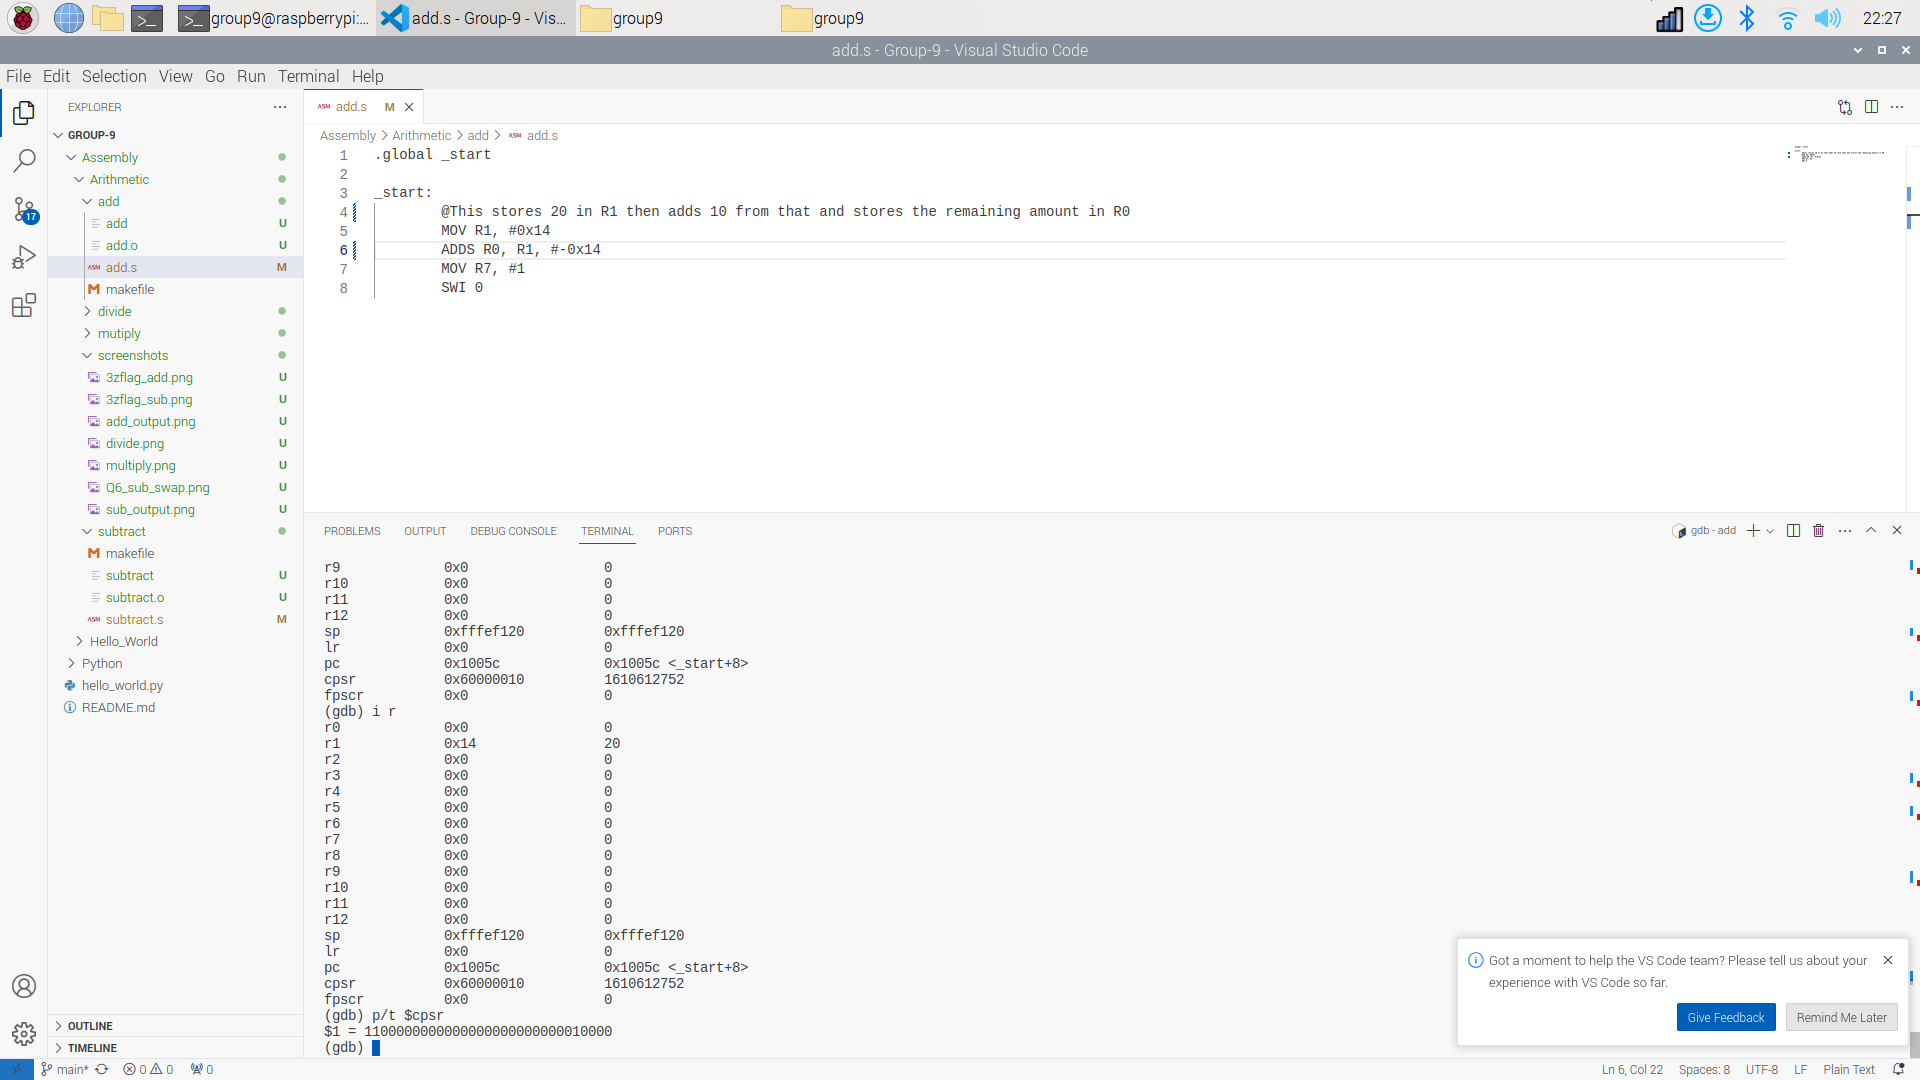 group9@raspberrypi:...
add.s - Group-9 - Vis...
group9
group9
22:27
add.s - Group-9 - Visual Studio Code
File Edit Selection View Go Run Terminal Help
EXPLORER
GROUP-9
Assembly
Arithmetic
add
add U
add.o U
ASM add.s M
makefile
divide
mutiply
screenshots
3zflag_add.png U
3zflag_sub.png U
add_output.png U
divide.png U
multiply.png U
Q6_sub_swap.png U
sub_output.png U
subtract
makefile
subtract U
subtract.o U
ASM subtract.s M
Hello_World
Python
hello_world.py
README.md
OUTLINE
TIMELINE
17
ASM add.s M
Assembly > Arithmetic > add > ASM add.s
1 .global _start
2
3 _start:
4 @This stores 20 in R1 then adds 10 from that and stores the remaining amount in R0
5 MOV R1, #0x14
6 ADDS R0, R1, #-0x14
7 MOV R7, #1
8 SWI 0
PROBLEMS OUTPUT DEBUG CONSOLE TERMINAL PORTS
gdb - add
r9 0x0 0
r10 0x0 0
r11 0x0 0
r12 0x0 0
sp 0xfffef120 0xfffef120
lr 0x0 0
pc 0x1005c 0x1005c <_start+8>
cpsr 0x60000010 1610612752
fpscr 0x0 0
(gdb) i r
r0 0x0 0
r1 0x14 20
r2 0x0 0
r3 0x0 0
r4 0x0 0
r5 0x0 0
r6 0x0 0
r7 0x0 0
r8 0x0 0
r9 0x0 0
r10 0x0 0
r11 0x0 0
r12 0x0 0
sp 0xfffef120 0xfffef120
lr 0x0 0
pc 0x1005c 0x1005c <_start+8>
cpsr 0x60000010 1610612752
fpscr 0x0 0
(gdb) p/t $cpsr
$1 = 1100000000000000000000000010000
(gdb)
Got a moment to help the VS Code team? Please tell us about your
experience with VS Code so far.
Give Feedback
Remind Me Later
main* 0 0 0
Ln 6, Col 22 Spaces: 8 UTF-8 LF Plain Text